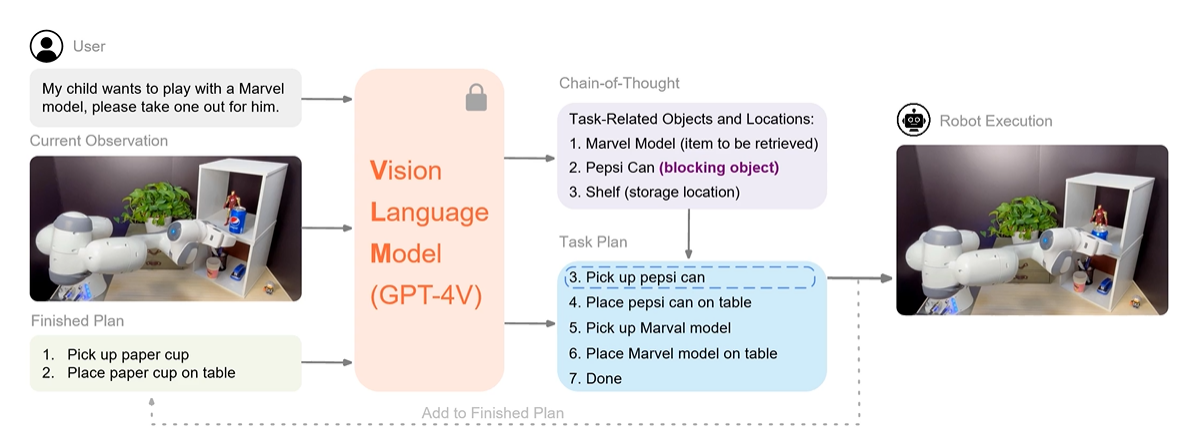 User
My child wants to play with a Marvel
model, please take one out for him.
Current Observation
Finished Plan
1. Pick up paper cup
2. Place paper cup on table
Vision
Language
Model
(GPT-4V)
Chain-of-Thought
Task-Related Objects and Locations:
1. Marvel Model (item to be retrieved)
2. Pepsi Can (blocking object)
3. Shelf (storage location)
Task Plan
3. Pick up pepsi can
4. Place pepsi can on table
5. Pick up Marval model
6. Place Marvel model on table
7. Done
Robot Execution
Add to Finished Plan